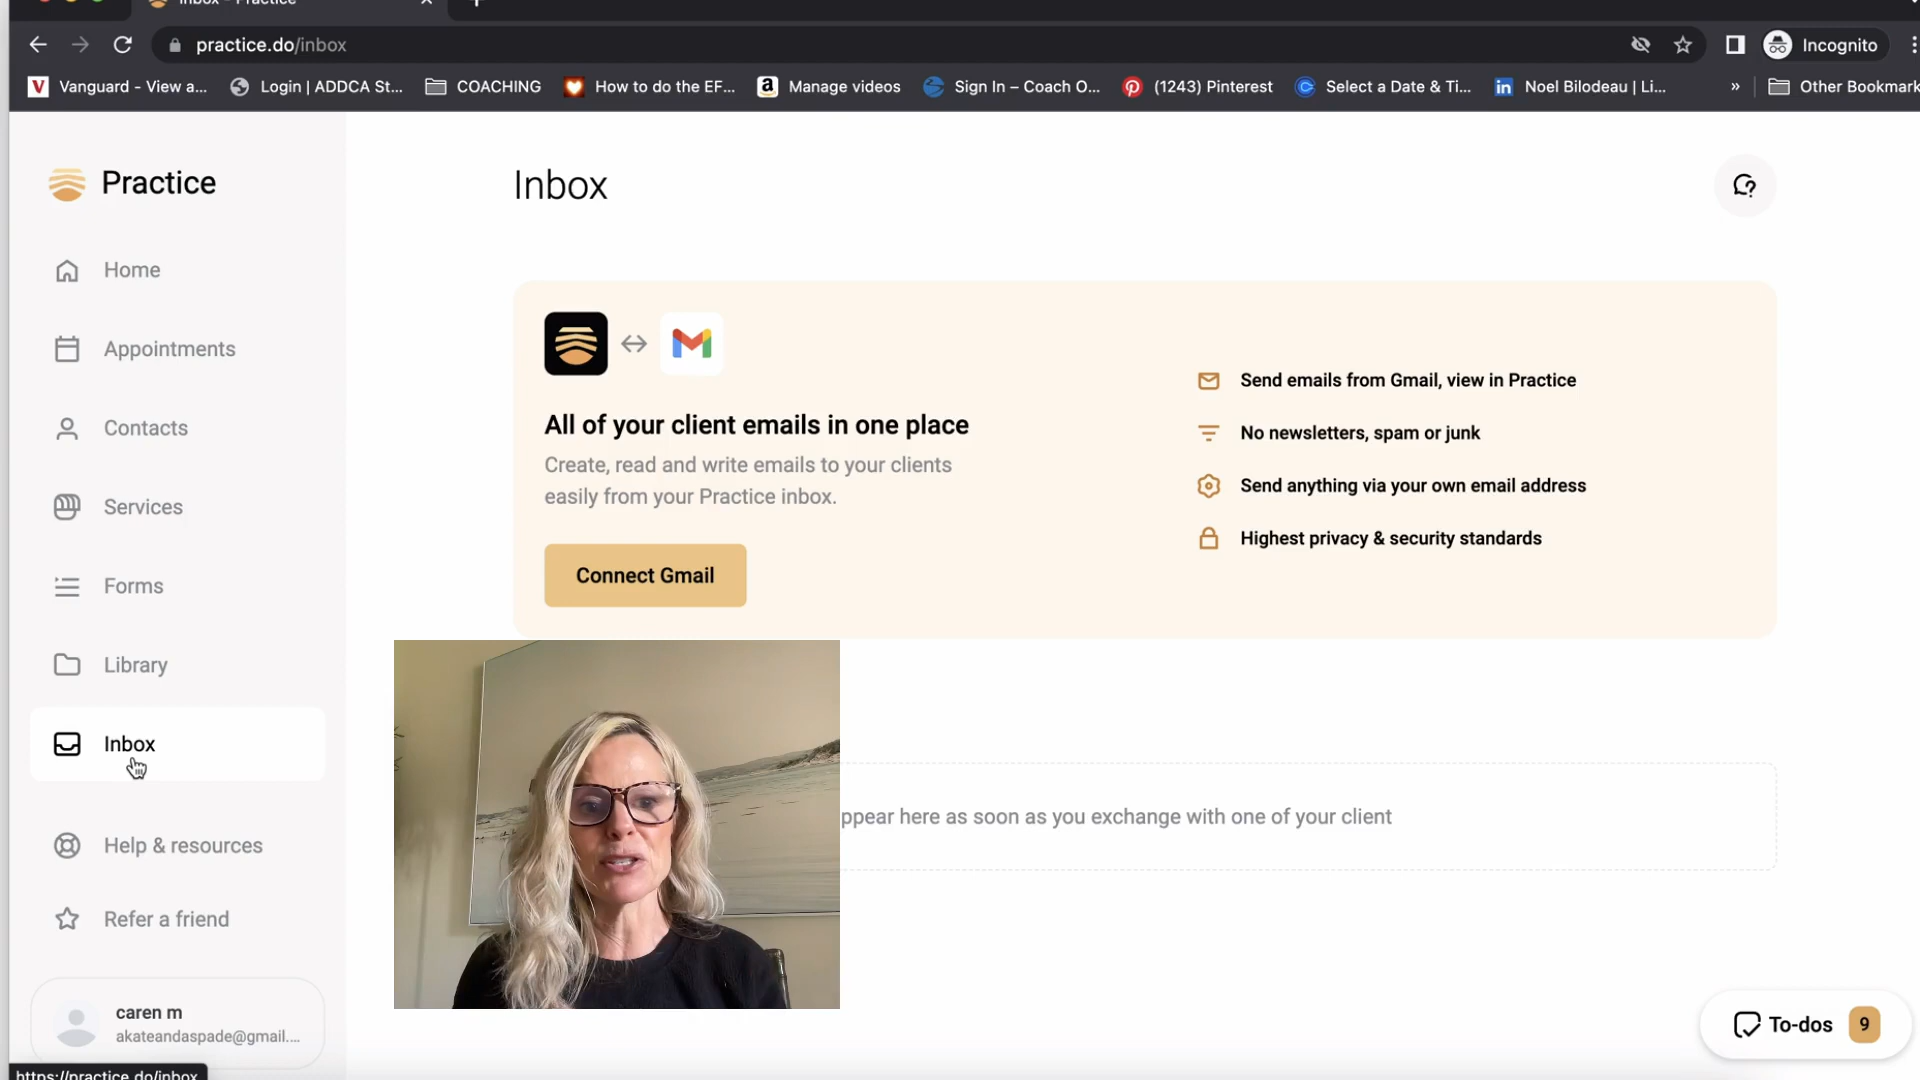 Inbox - Practice
practice.do/inbox
Incognito
Vanguard - View a...
Login | ADDCA St...
COACHING
How to do the EF...
Manage videos
Sign In – Coach O...
(1243) Pinterest
Select a Date & Ti...
Noel Bilodeau | Li...
»
Other Bookmark
Practice
Home
Appointments
Contacts
Services
Forms
Library
Inbox
Help & resources
Refer a friend
caren m
akateandaspade@gmail....
https://practice.do/inbox
Inbox
All of your client emails in one place
Create, read and write emails to your clients
easily from your Practice inbox.
Connect Gmail
Send emails from Gmail, view in Practice
No newsletters, spam or junk
Send anything via your own email address
Highest privacy & security standards
ppear here as soon as you exchange with one of your client
To-dos 9